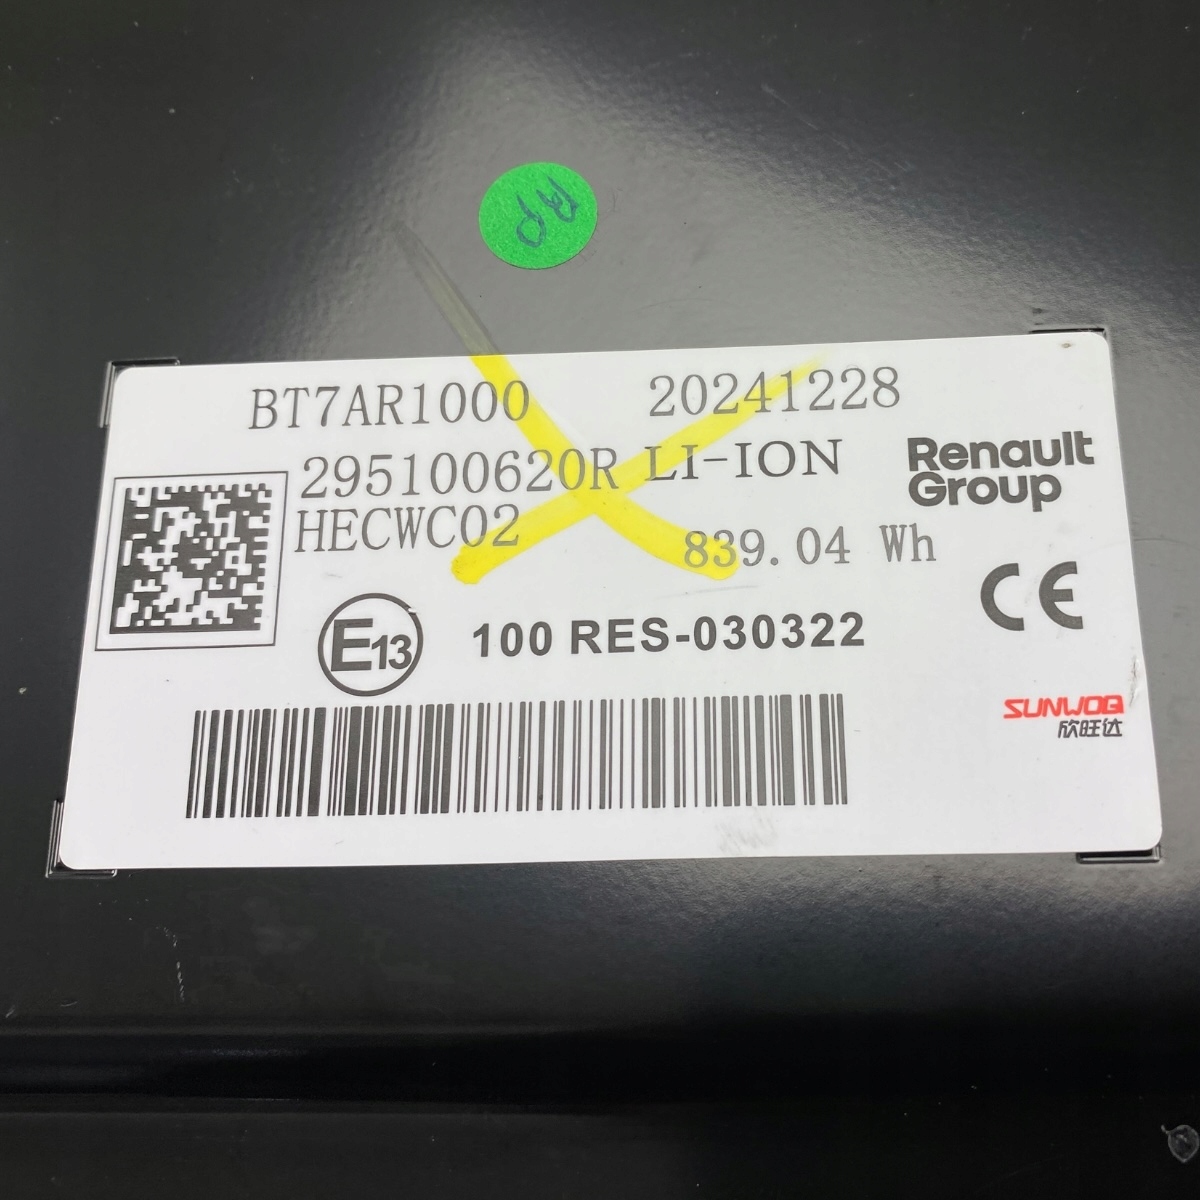 BT7AR1000 20241228
295100620R LI-ION
HECWC02 839.04 Wh
Renault
Group
CE
E13 100 RES-030322
SUNWODA
欣旺达